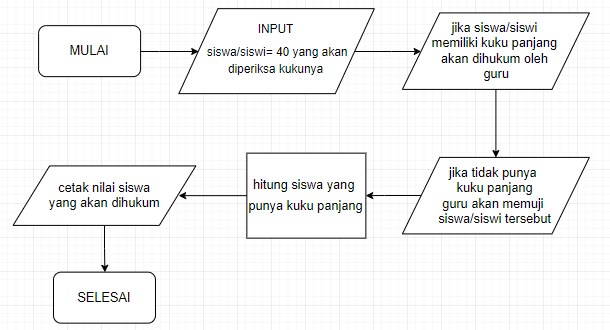 MULAI
INPUT
siswa/siswi= 40 yang akan
diperiksa kukunya
jika siswa/siswi
memiliki kuku panjang
akan dihukum oleh
guru
jika tidak punya
kuku panjang
guru akan memuji
siswa/siswi tersebut
hitung siswa yang
punya kuku panjang
cetak nilai siswa
yang akan dihukum
SELESAI